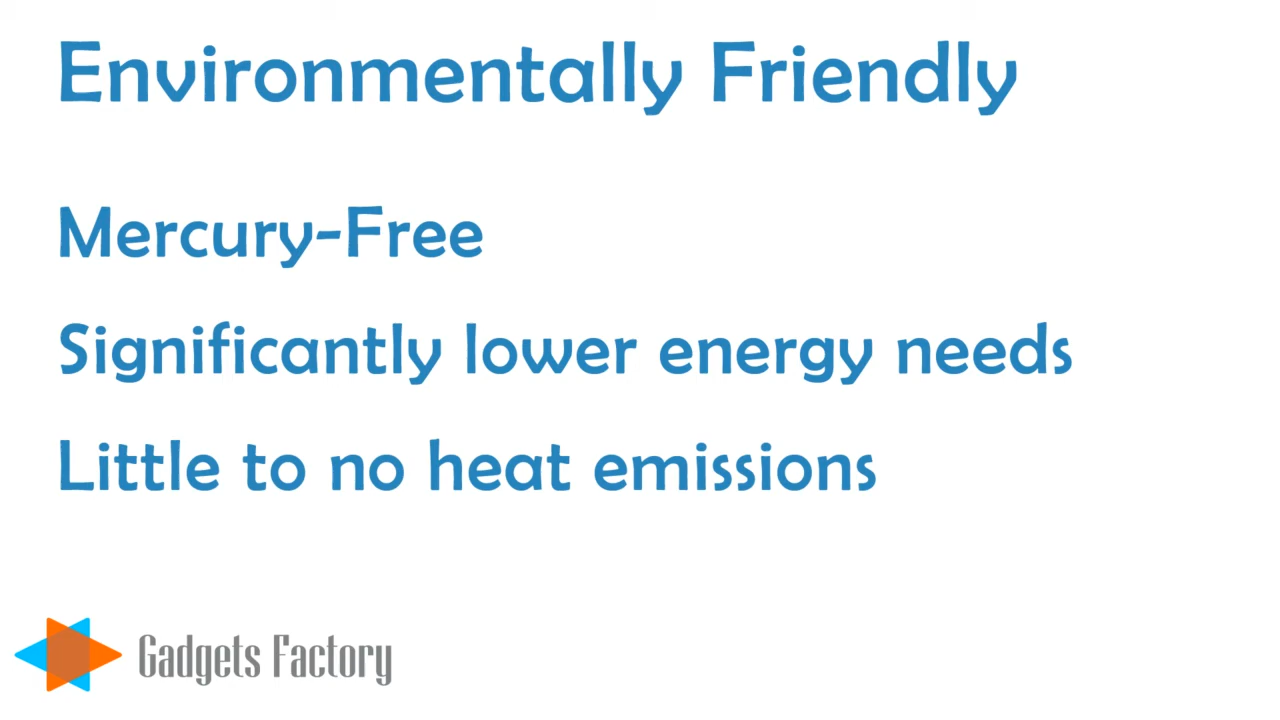 Environmentally Friendly
Mercury-Free
Significantly lower energy needs
Little to no heat emissions
Gadgets Factory